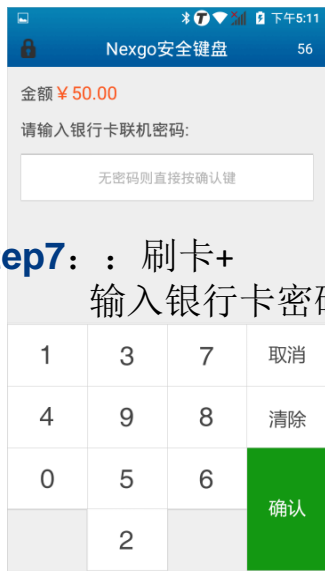 下午5:11
Nexgo安全键盘 56
金额￥50.00
请输入银行卡联机密码:
无密码则直接按确认键
ep7：：刷卡+
输入银行卡密码
1 3 7 取消
4 9 8 清除
0 5 6 确认
2